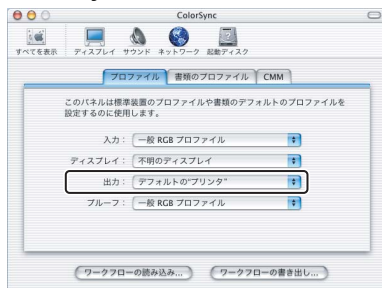 ColorSync
すべてを表示 ディスプレイ サウンド ネットワーク 起動ディスク
プロファイル 書類のプロファイル CMM
このパネルは標準装置のプロファイルや書類のデフォルトのプロファイルを
設定するのに使用します。
入力： 一般 RGB プロファイル
ディスプレイ： 不明のディスプレイ
出力： デフォルトの"プリンタ"
プルーフ： 一般 RGB プロファイル
ワークフローの読み込み... ワークフローの書き出し...